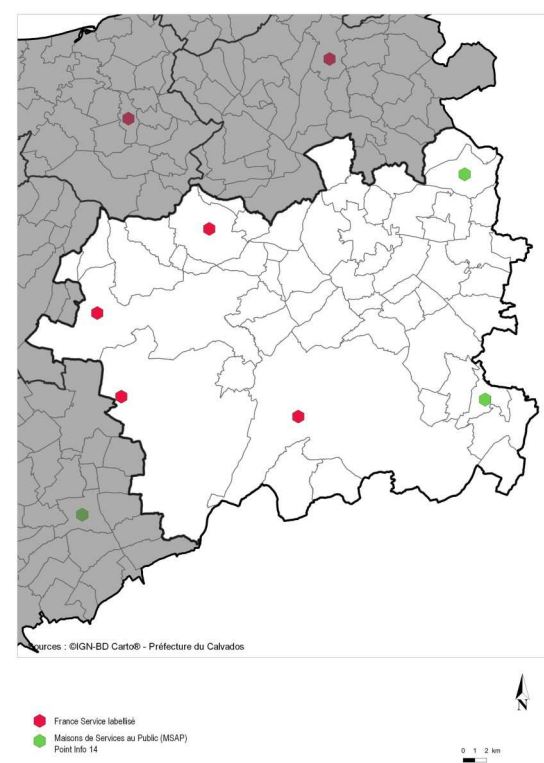 Sources : ©IGN-BD Carto® - Préfecture du Calvados
N
France Service labellisé
Maisons de Services au Public (MSAP)
Point Info 14
0 1 2 km